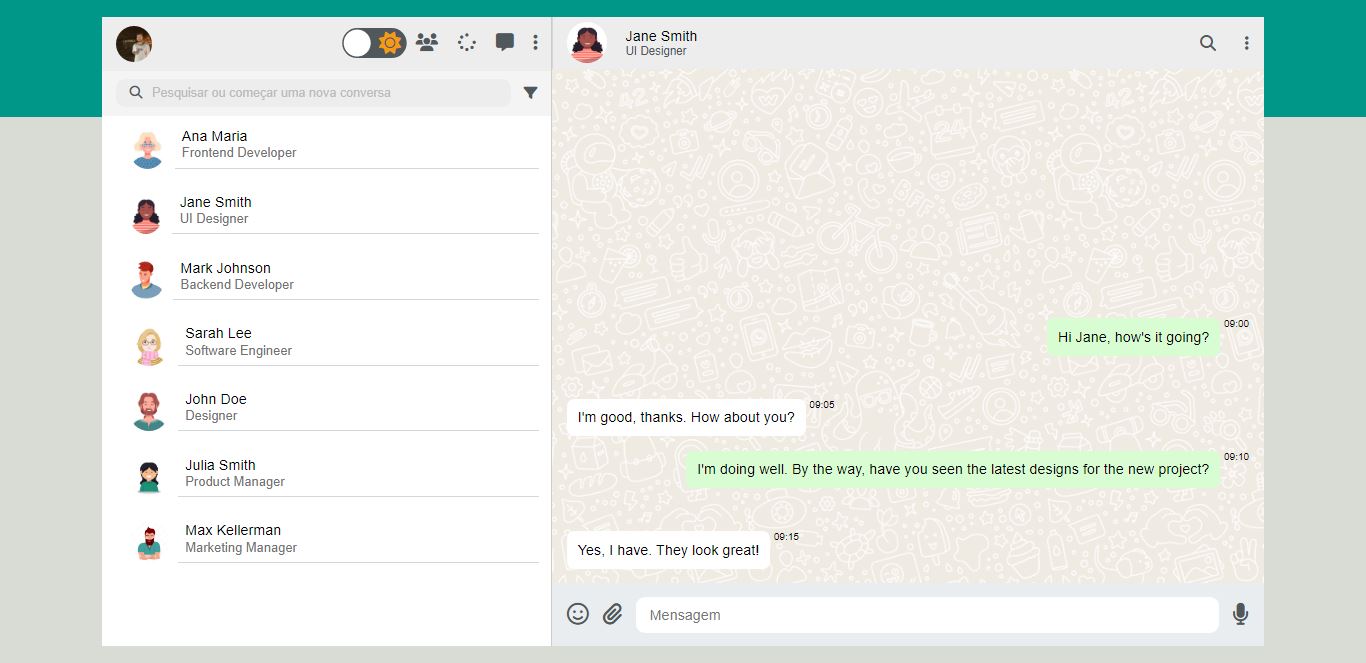 Pesquisar ou começar uma nova conversa
Ana Maria
Frontend Developer
Jane Smith
UI Designer
Mark Johnson
Backend Developer
Sarah Lee
Software Engineer
John Doe
Designer
Julia Smith
Product Manager
Max Kellerman
Marketing Manager
Jane Smith
UI Designer
09:00
Hi Jane, how's it going?
09:05
I'm good, thanks. How about you?
09:10
I'm doing well. By the way, have you seen the latest designs for the new project?
09:15
Yes, I have. They look great!
Mensagem